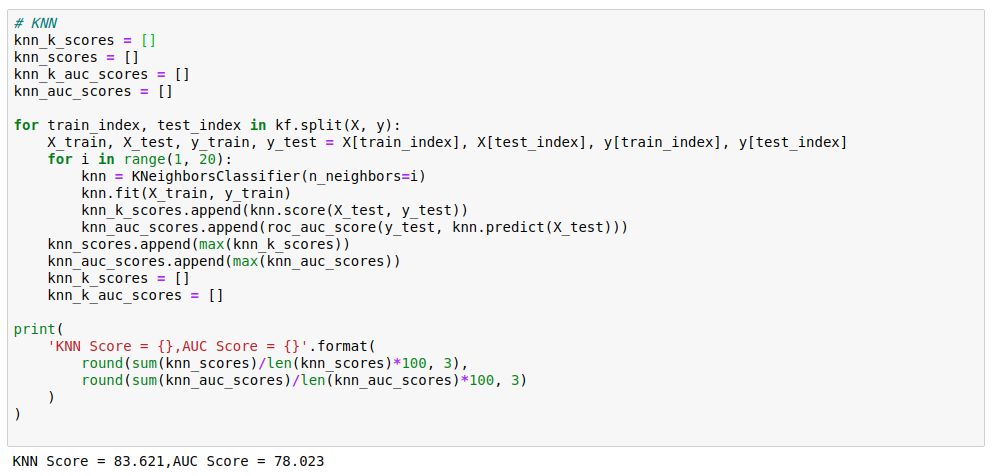 # KNN
knn_k_scores = []
knn_scores = []
knn_k_auc_scores = []
knn_auc_scores = []

for train_index, test_index in kf.split(X, y):
    X_train, X_test, y_train, y_test = X[train_index], X[test_index], y[train_index], y[test_index]
    for i in range(1, 20):
        knn = KNeighborsClassifier(n_neighbors=i)
        knn.fit(X_train, y_train)
        knn_k_scores.append(knn.score(X_test, y_test))
        knn_auc_scores.append(roc_auc_score(y_test, knn.predict(X_test)))
    knn_scores.append(max(knn_k_scores))
    knn_auc_scores.append(max(knn_auc_scores))
    knn_k_scores = []
    knn_k_auc_scores = []

print(
    'KNN Score = {},AUC Score = {}'.format(
        round(sum(knn_scores)/len(knn_scores)*100, 3),
        round(sum(knn_auc_scores)/len(knn_auc_scores)*100, 3)
    )
)
KNN Score = 83.621,AUC Score = 78.023